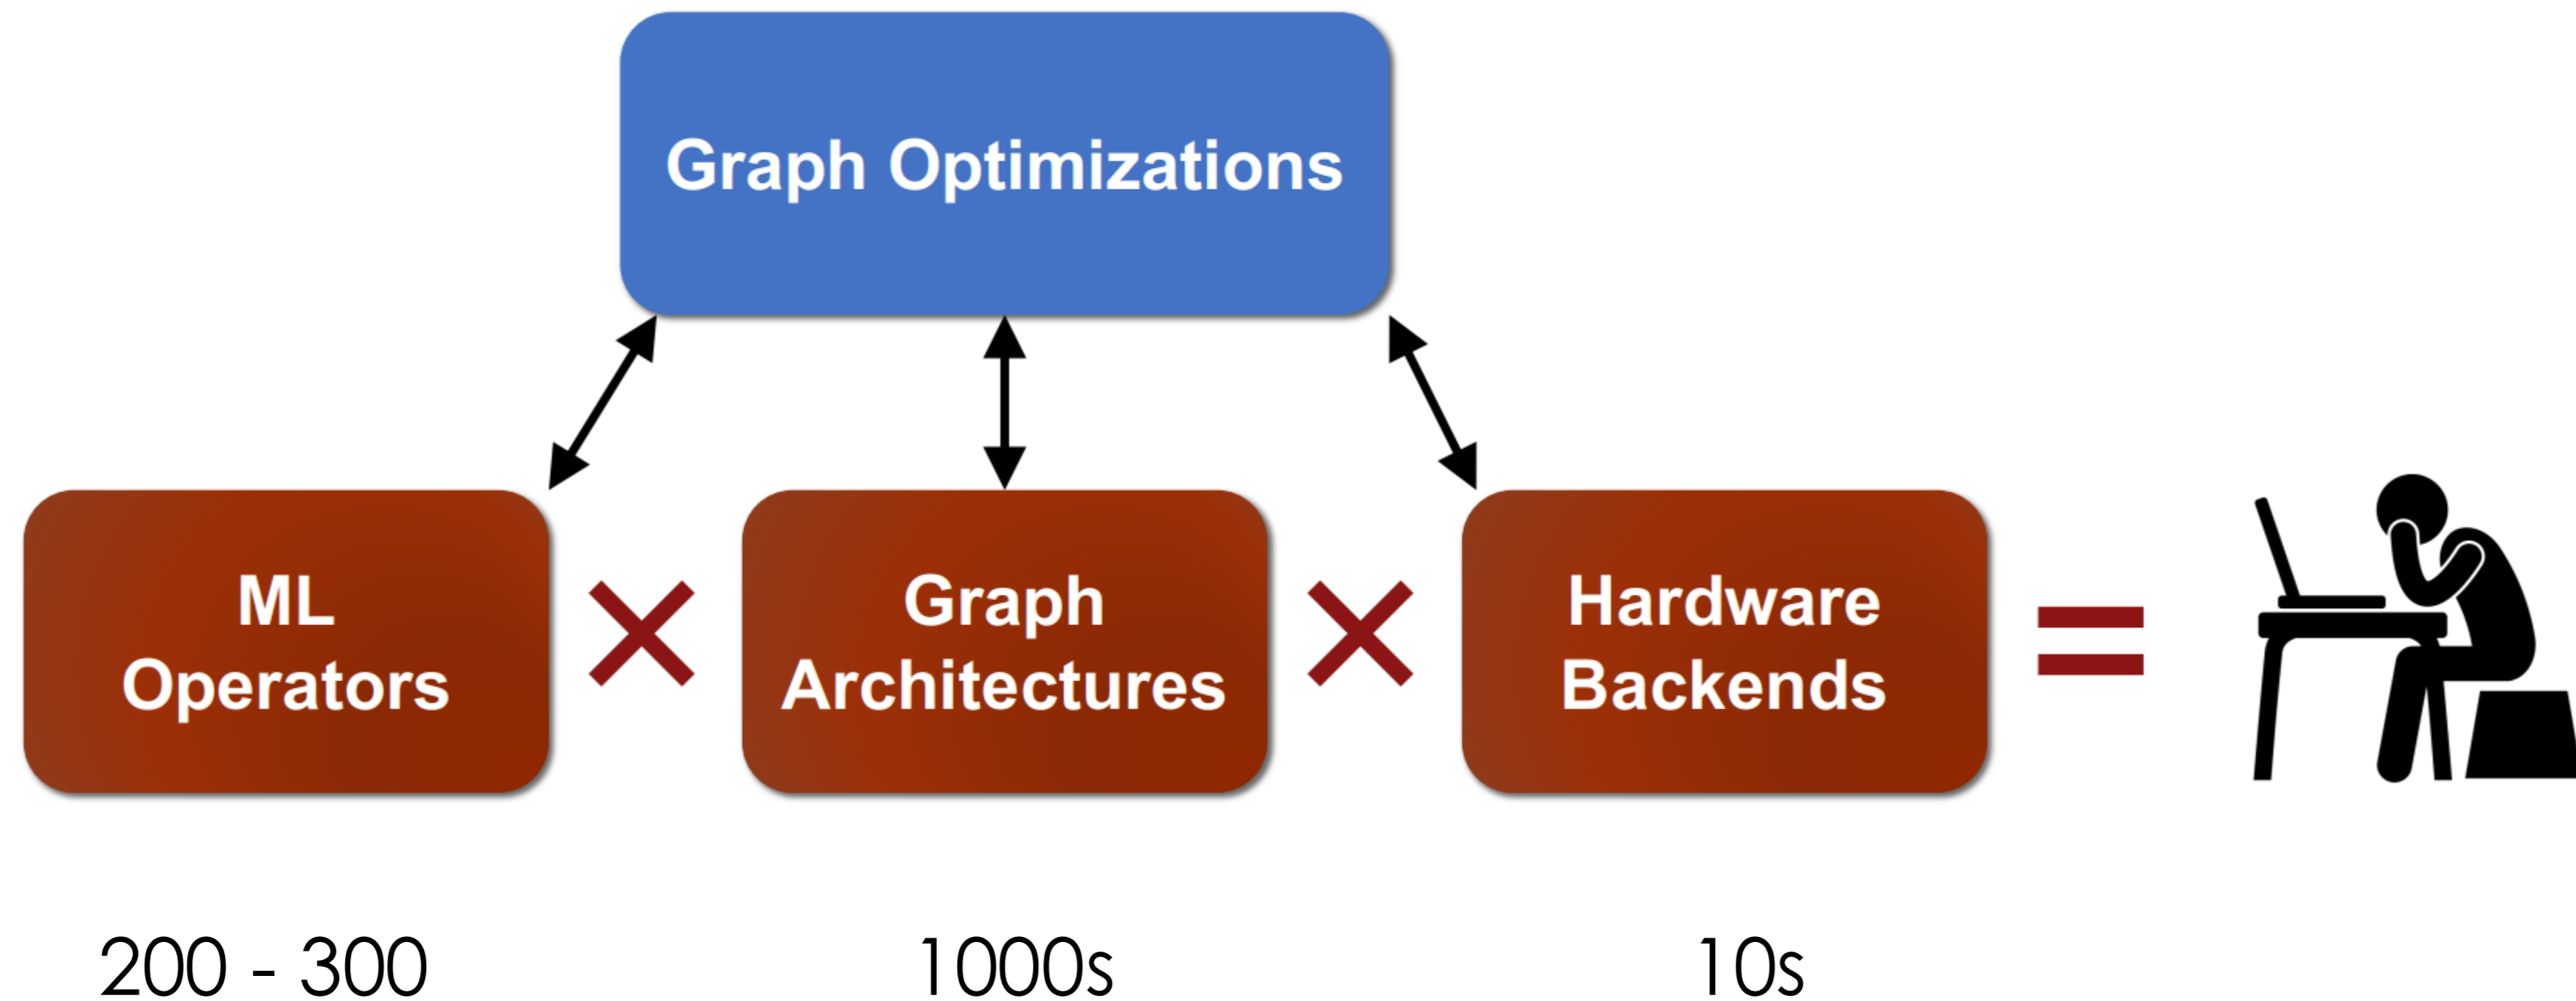 Graph Optimizations
ML
Operators
Graph
Architectures
Hardware
Backends
200 - 300
1000s
10s